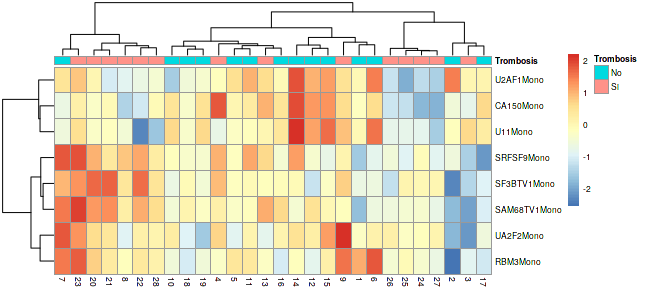 Trombosis
U2AF1Mono
CA150Mono
U11Mono
SRFSF9Mono
SF3BTV1Mono
SAM68TV1Mono
UA2F2Mono
RBM3Mono
7 23 20 21 8 22 28 10 18 19 4 5 11 13 16 14 12 15 9 1 6 26 25 24 27 2 3 17
2
1
0
-1
-2
Trombosis
No
SI